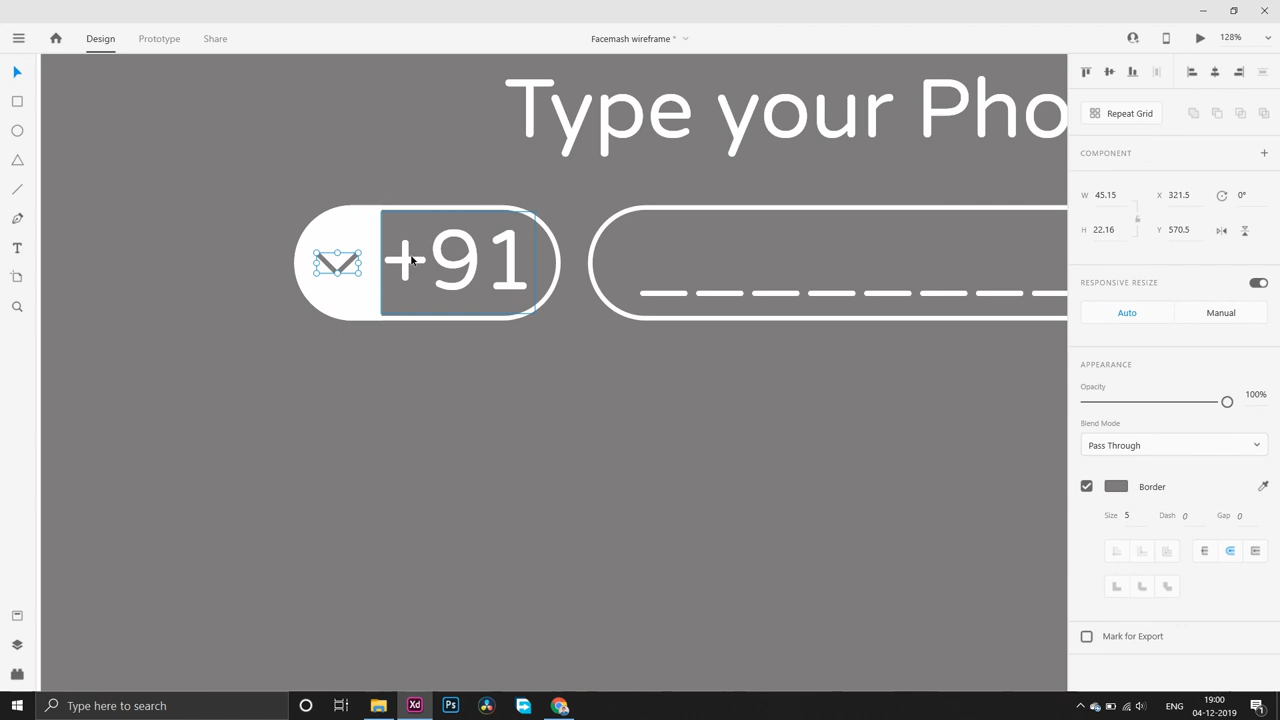 Design
Prototype
Share
Facemash wireframe *
128%
Type your Pho
Repeat Grid
COMPONENT
W 45.15
X 321.5
0°
H 22.16
Y 570.5
+91
RESPONSIVE RESIZE
Auto
Manual
APPEARANCE
Opacity
100%
Blend Mode
Pass Through
Border
Size 5
Dash 0
Gap 0
Mark for Export
Type here to search
Xd
Ps
ENG
19:00
04-12-2019